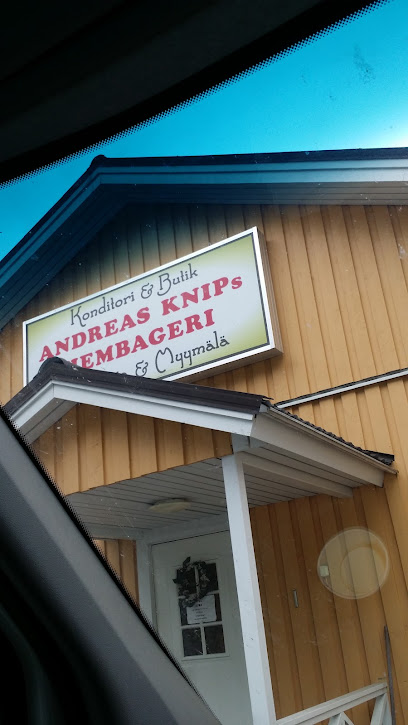 Konditori & Butik
ANDREAS KNIPs
HEMBAGERI
& Myymälä